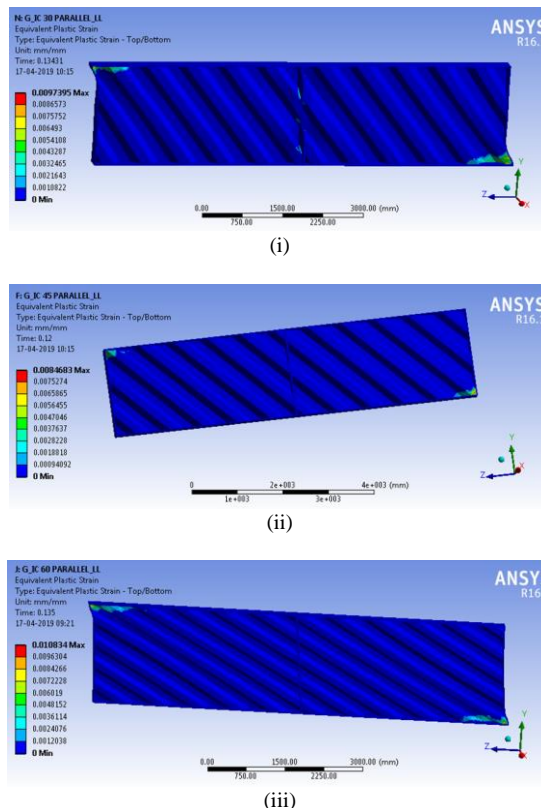 N: G_IC 30 PARALLEL_LL
Equivalent Plastic Strain
Type: Equivalent Plastic Strain - Top/Bottom
Unit: mm/mm
Time: 0.13431
17-04-2019 10:15
ANSYS
R16.
0.0097395 Max
0.0086573
0.0075752
0.006493
0.0054108
0.0043287
0.0032465
0.0021643
0.0010822
0 Min
Y
Z
X
0.00 1500.00 3000.00 (mm)
750.00 2250.00
(i)
F: G_IC 45 PARALLEL_LL
Equivalent Plastic Strain
Type: Equivalent Plastic Strain - Top/Bottom
Unit: mm/mm
Time: 0.12
17-04-2019 10:15
ANSYS
R16.
0.0084683 Max
0.0075274
0.0065865
0.0056455
0.0047046
0.0037637
0.0028228
0.0018818
0.00094092
0 Min
Y
Z
X
0 2e+003 4e+003 (mm)
1e+003 3e+003
(ii)
J: G_IC 60 PARALLEL_LL
Equivalent Plastic Strain
Type: Equivalent Plastic Strain - Top/Bottom
Unit: mm/mm
Time: 0.135
17-04-2019 09:21
ANSY
R16
0.010834 Max
0.0096304
0.0084266
0.0072228
0.006019
0.0048152
0.0036114
0.0024076
0.0012038
0 Min
Y
Z
X
0.00 1500.00 3000.00 (mm)
750.00 2250.00
(iii)